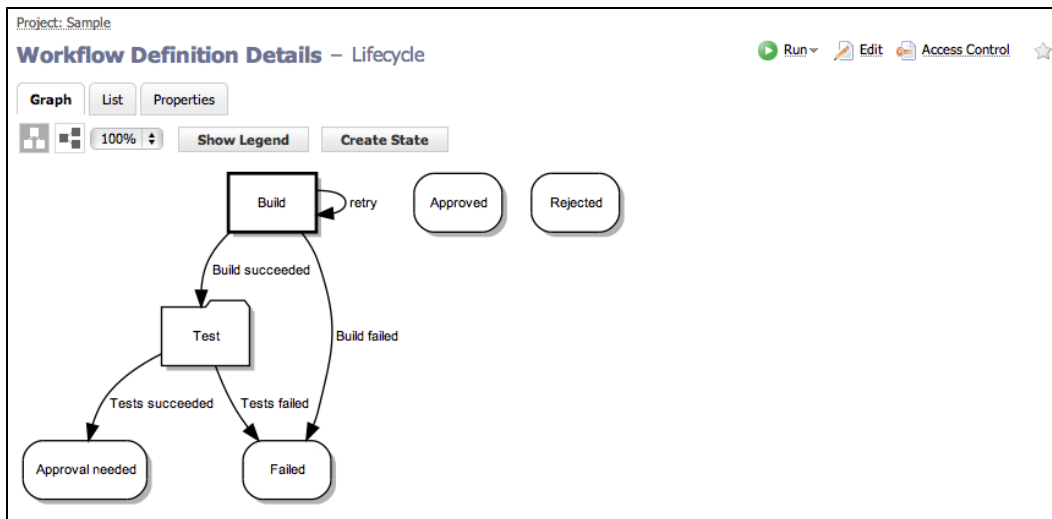 Project: Sample
Workflow Definition Details – Lifecycle
Run
Edit
Access Control
Graph
List
Properties
100%
Show Legend
Create State
Build
retry
Approved
Rejected
Build succeeded
Test
Build failed
Tests succeeded
Tests failed
Approval needed
Failed